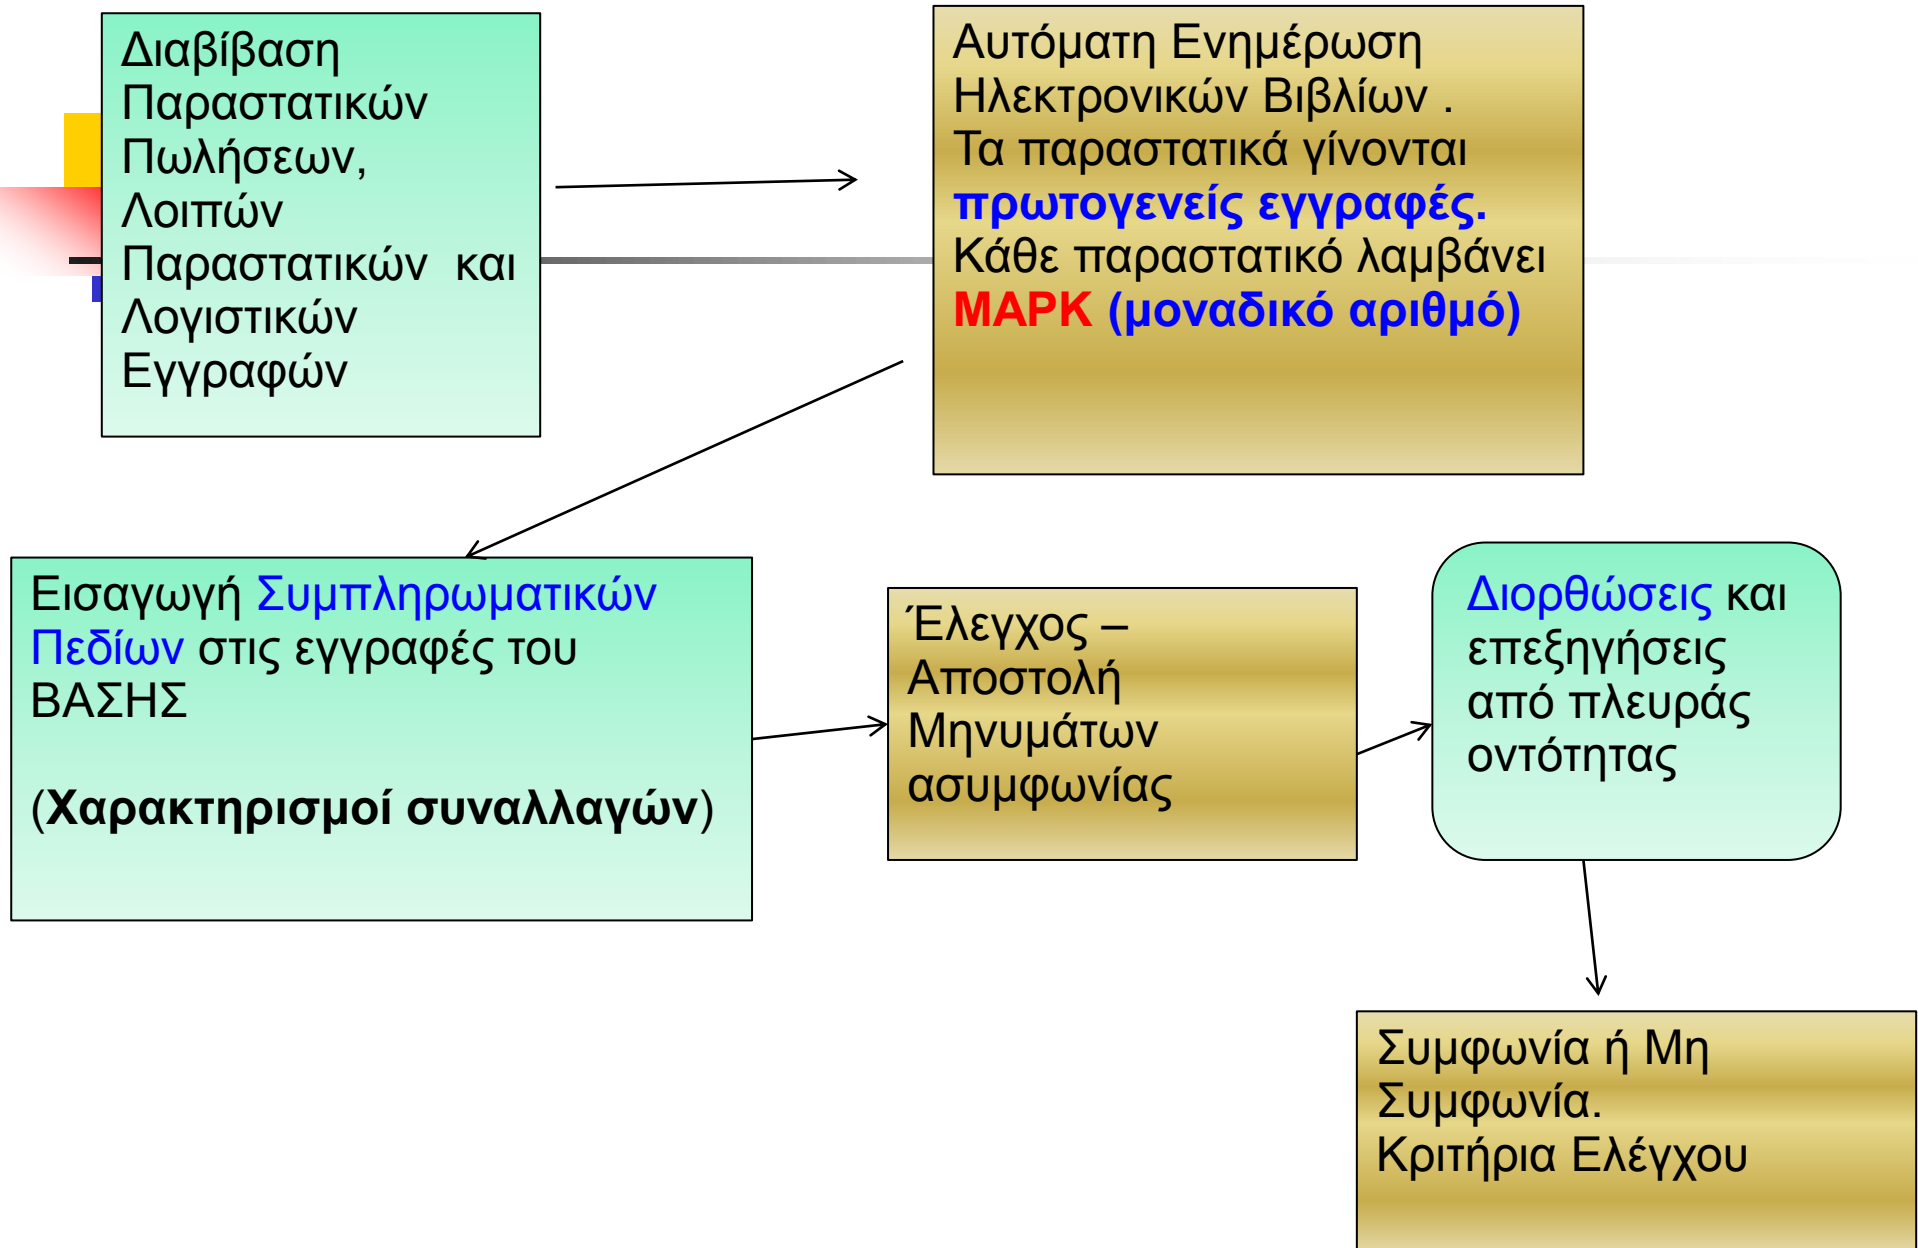 Διαβίβαση
Παραστατικών
Πωλήσεων,
Λοιπών
Παραστατικών και
Λογιστικών
Εγγραφών
Αυτόματη Ενημέρωση
Ηλεκτρονικών Βιβλίων .
Τα παραστατικά γίνονται
πρωτογενείς εγγραφές.
Κάθε παραστατικό λαμβάνει
ΜΑΡΚ (μοναδικό αριθμό)
Εισαγωγή Συμπληρωματικών
Πεδίων στις εγγραφές του
ΒΑΣΗΣ
(Χαρακτηρισμοί συναλλαγών)
Έλεγχος –
Αποστολή
Μηνυμάτων
ασυμφωνίας
Διορθώσεις και
επεξηγήσεις
από πλευράς
οντότητας
Συμφωνία ή Μη
Συμφωνία.
Κριτήρια Ελέγχου